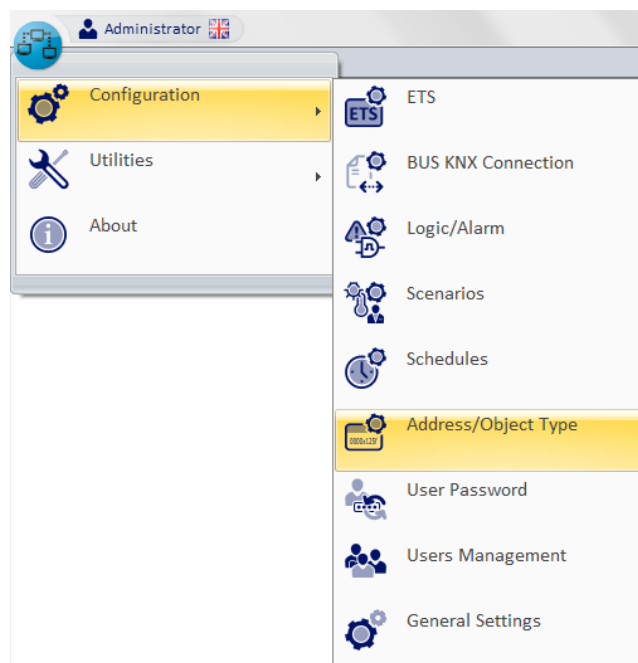 Administrator
Configuration
Utilities
About
ETS
ETS
BUS KNX Connection
Logic/Alarm
Scenarios
Schedules
Address/Object Type
User Password
Users Management
General Settings